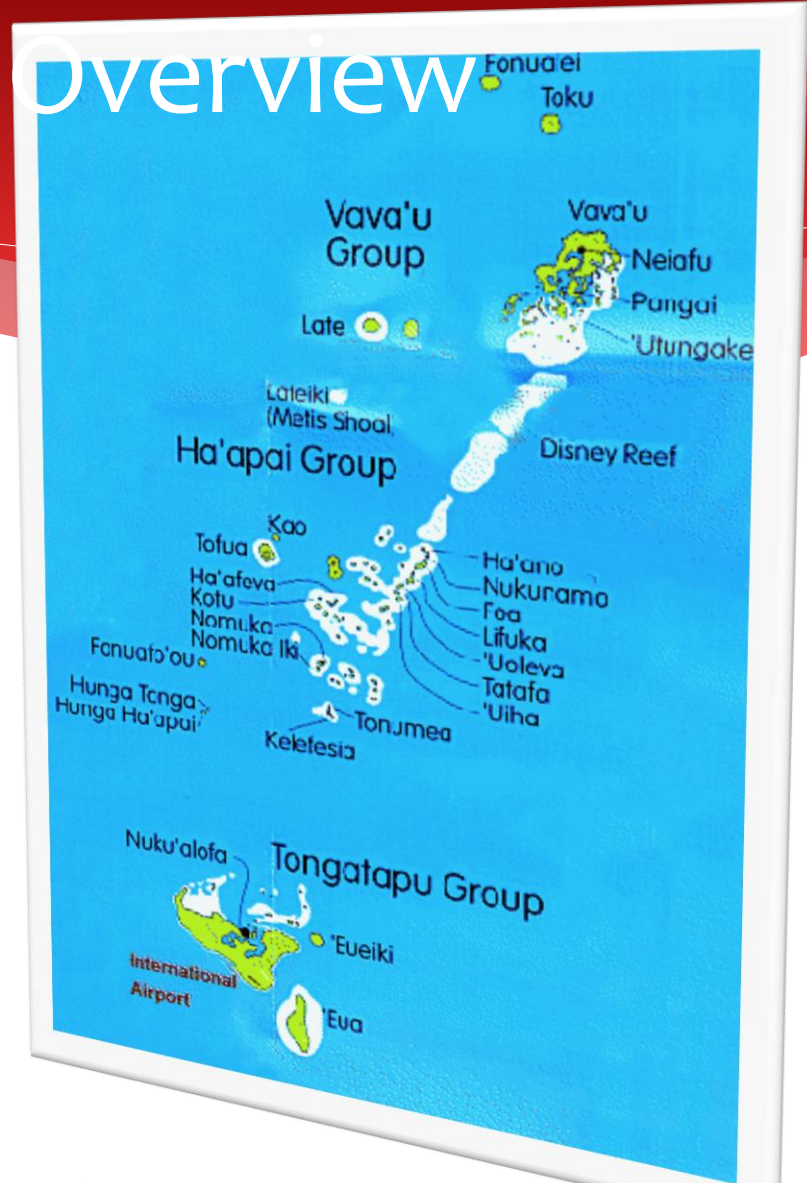 Overview
Fonua'ei
Toku
Vava'u
Group
Vava'u
Neiafu
Pangai
'Utungake
Late
Lateiki
(Metis Shoal)
Disney Reef
Ha'apai Group
Kao
Tofua
Ha'afeva
Kotu
Nomuka
Nomuka Iki
Fonuafo'ou
Hunga Tonga
Hunga Ha'apai
Ha'ano
Nukunamo
Foa
Lifuka
'Uoleva
Tatafa
'Uiha
Tonumea
Kelefesia
Nuku'alofa
Tongatapu Group
'Eueiki
International
Airport
'Eua